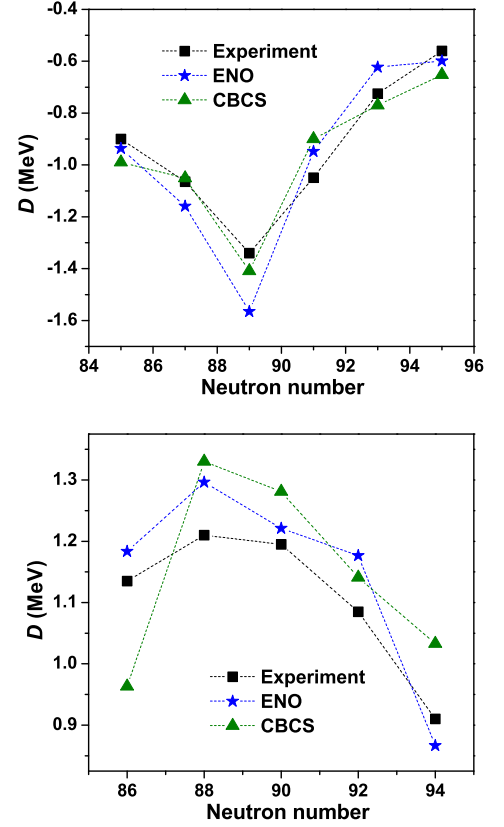 -0.4
-0.6
-0.8
-1.0
-1.2
-1.4
-1.6
D (MeV)
Experiment
ENO
CBCS
84 86 88 90 92 94 96
Neutron number
1.3
1.2
1.1
1.0
0.9
D (MeV)
Experiment
ENO
CBCS
86 88 90 92 94
Neutron number